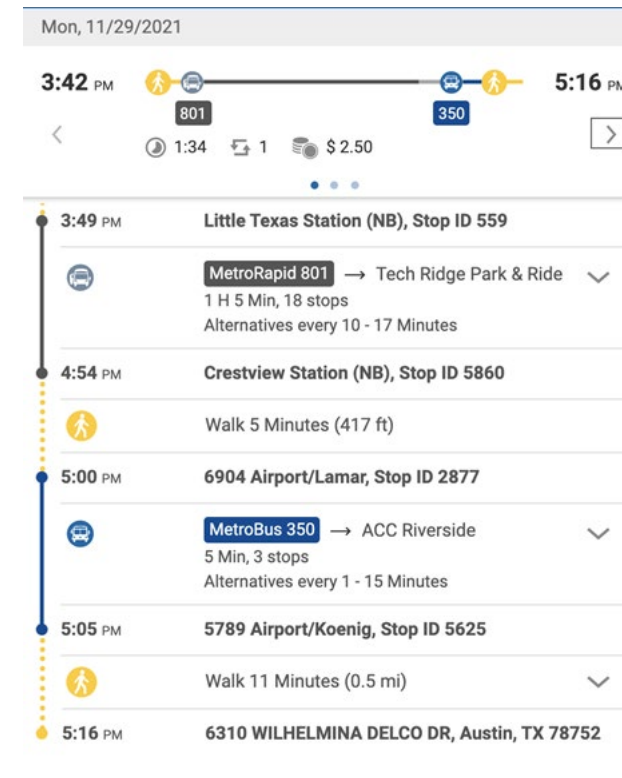 Mon, 11/29/2021
3:42 PM
5:16 PM
801
350
1:34 1 $ 2.50
3:49 PM Little Texas Station (NB), Stop ID 559
MetroRapid 801 → Tech Ridge Park & Ride
1 H 5 Min, 18 stops
Alternatives every 10 - 17 Minutes
4:54 PM Crestview Station (NB), Stop ID 5860
Walk 5 Minutes (417 ft)
5:00 PM 6904 Airport/Lamar, Stop ID 2877
MetroBus 350 → ACC Riverside
5 Min, 3 stops
Alternatives every 1 - 15 Minutes
5:05 PM 5789 Airport/Koenig, Stop ID 5625
Walk 11 Minutes (0.5 mi)
5:16 PM 6310 WILHELMINA DELCO DR, Austin, TX 78752